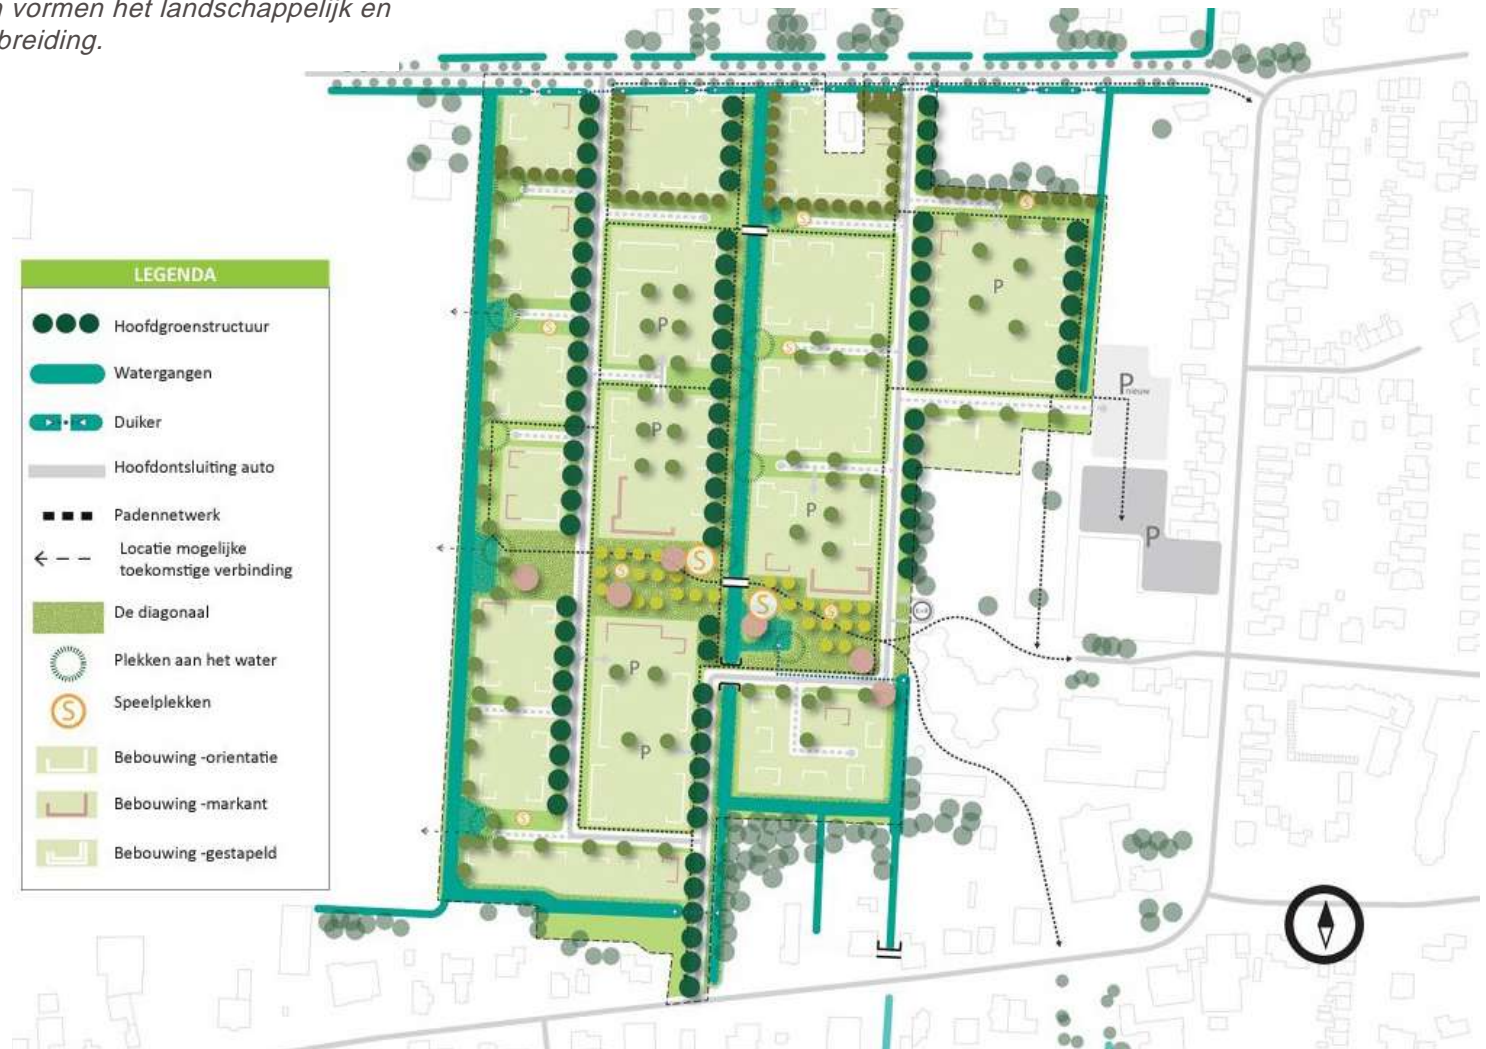 n vormen het landschappelijk en
breiding.
LEGENDA
Hoofdgroenstructuur
Watergangen
Duiker
Hoofdontsluiting auto
Padennetwerk
Locatie mogelijke
toekomstige verbinding
De diagonaal
Plekken aan het water
S
Speelplekken
Bebouwing -orientatie
Bebouwing -markant
Bebouwing -gestapeld
S
S
P
S
P
S
P
nieuw
P
P
S
P
S
S
S
P
P
S